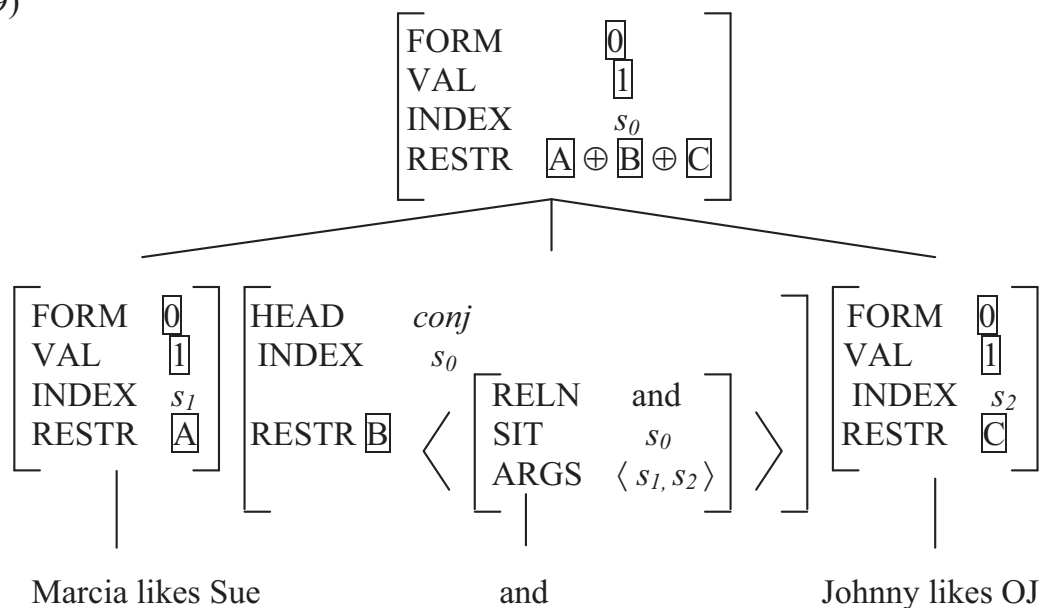 9)
FORM 0
VAL 1
INDEX s0
RESTR A ⊕ B ⊕ C
FORM 0
VAL 1
INDEX s1
RESTR A
HEAD conj
INDEX s0
RESTR B
RELN and
SIT s0
ARGS 〈 s1, s2 〉
FORM 0
VAL 1
INDEX s2
RESTR C
Marcia likes Sue and Johnny likes OJ